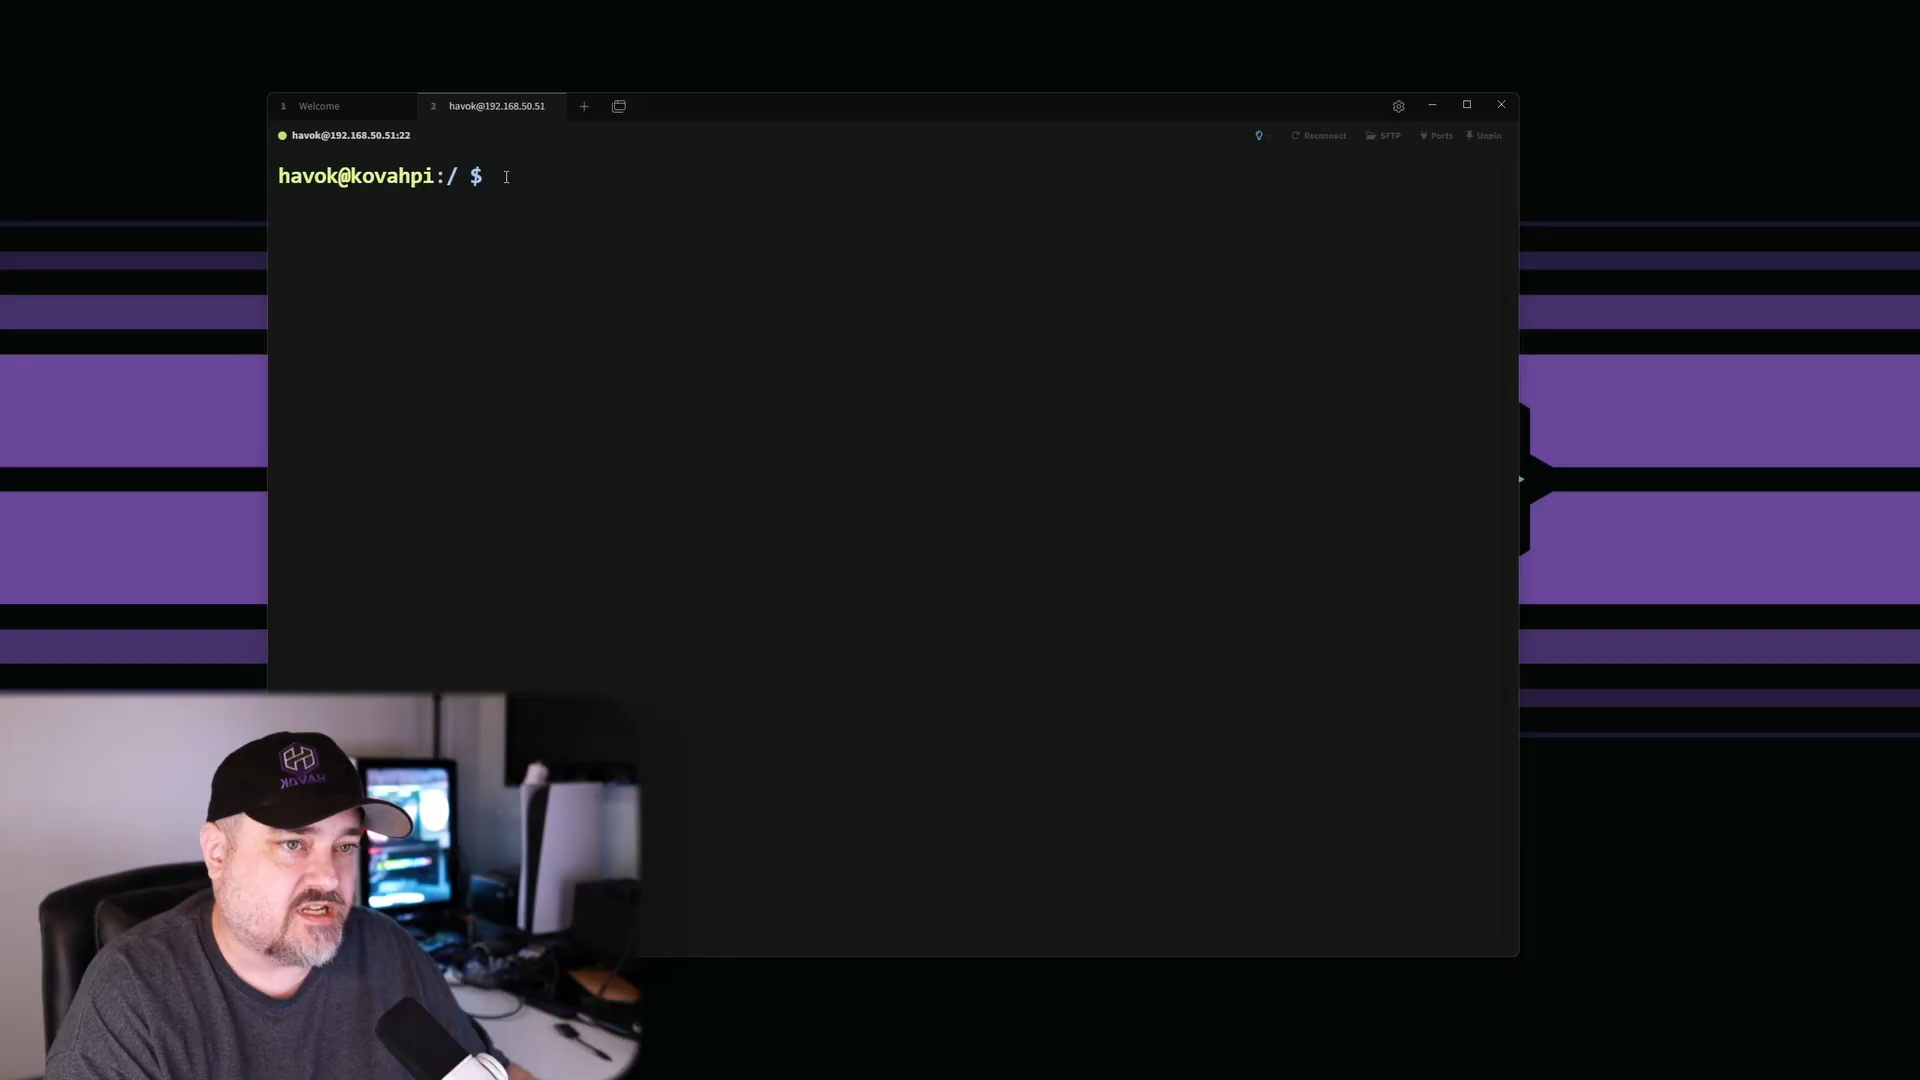 1 Welcome
2 havok@192.168.50.51
havok@192.168.50.51:22
Reconnect
SFTP
Ports
Unpin
havok@kovahpi:/ $
KOVAH